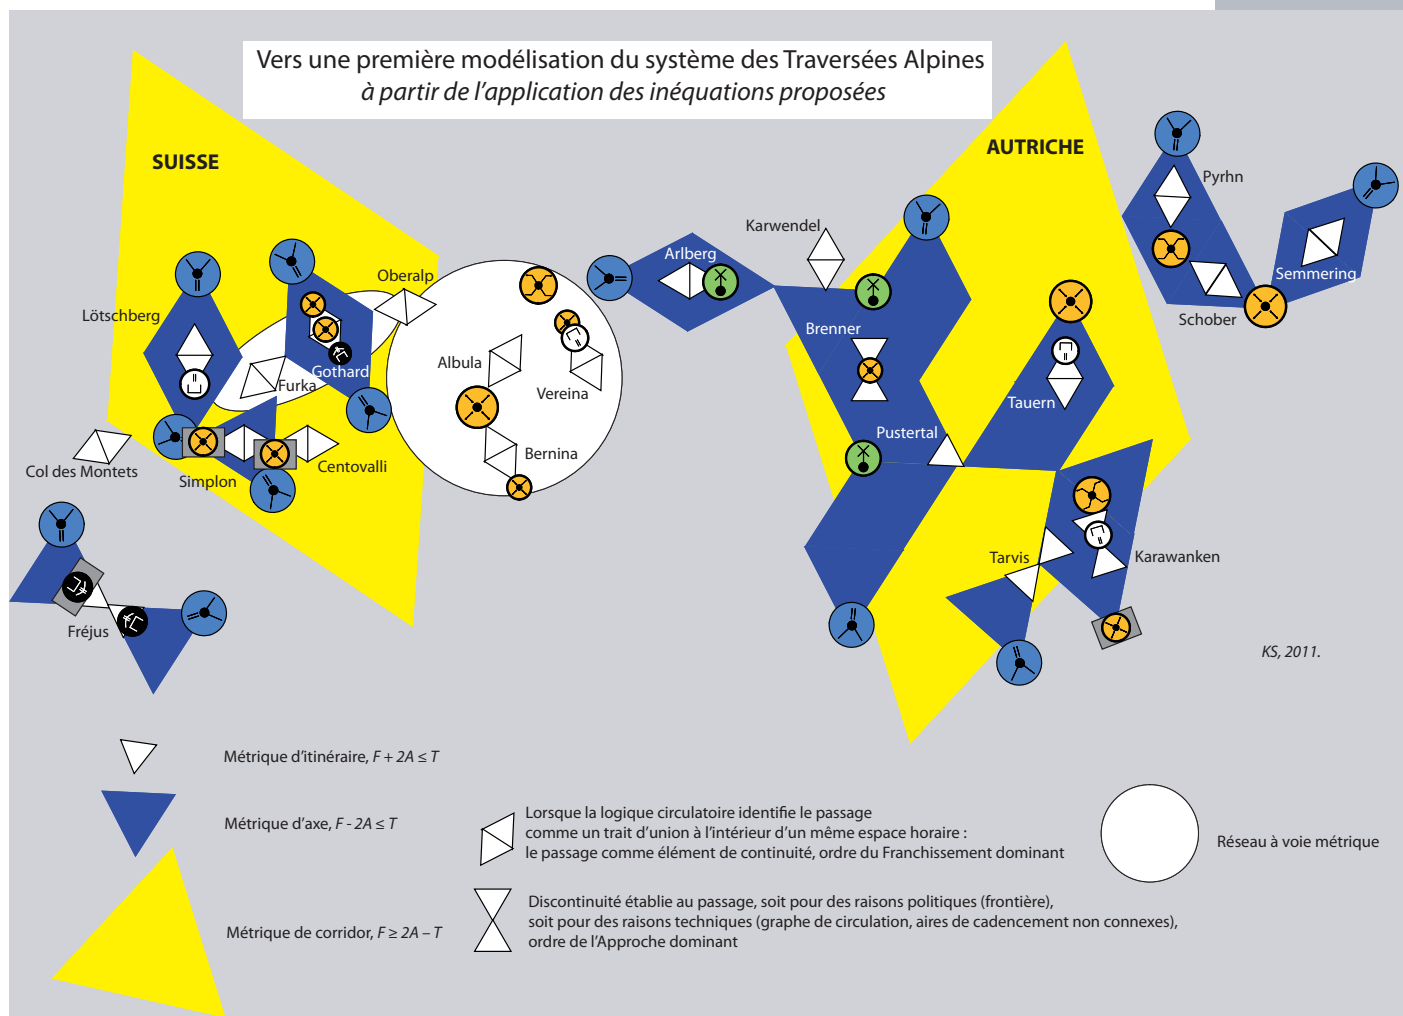 Vers une première modélisation du système des Traversées Alpines
à partir de l'application des inéquations proposées
SUISSE
AUTRICHE
Pyrhn
Karwendel
Arlberg
Oberalp
Semmering
Lötschberg
Schober
Brenner
Albula
Gothard
Furka
Vereina
Tauern
Pustertal
Bernina
Centovalli
Col des Montets
Simplon
Tarvis
Karawanken
Fréjus
KS, 2011.
Métrique d'itinéraire, F + 2A ≤ T
Métrique d'axe, F - 2A ≤ T
Métrique de corridor, F ≥ 2A – T
Lorsque la logique circulatoire identifie le passage
comme un trait d'union à l'intérieur d'un même espace horaire :
le passage comme élément de continuité, ordre du Franchissement dominant
Discontinuité établie au passage, soit pour des raisons politiques (frontière),
soit pour des raisons techniques (graphe de circulation, aires de cadencement non connexes),
ordre de l'Approche dominant
Réseau à voie métrique